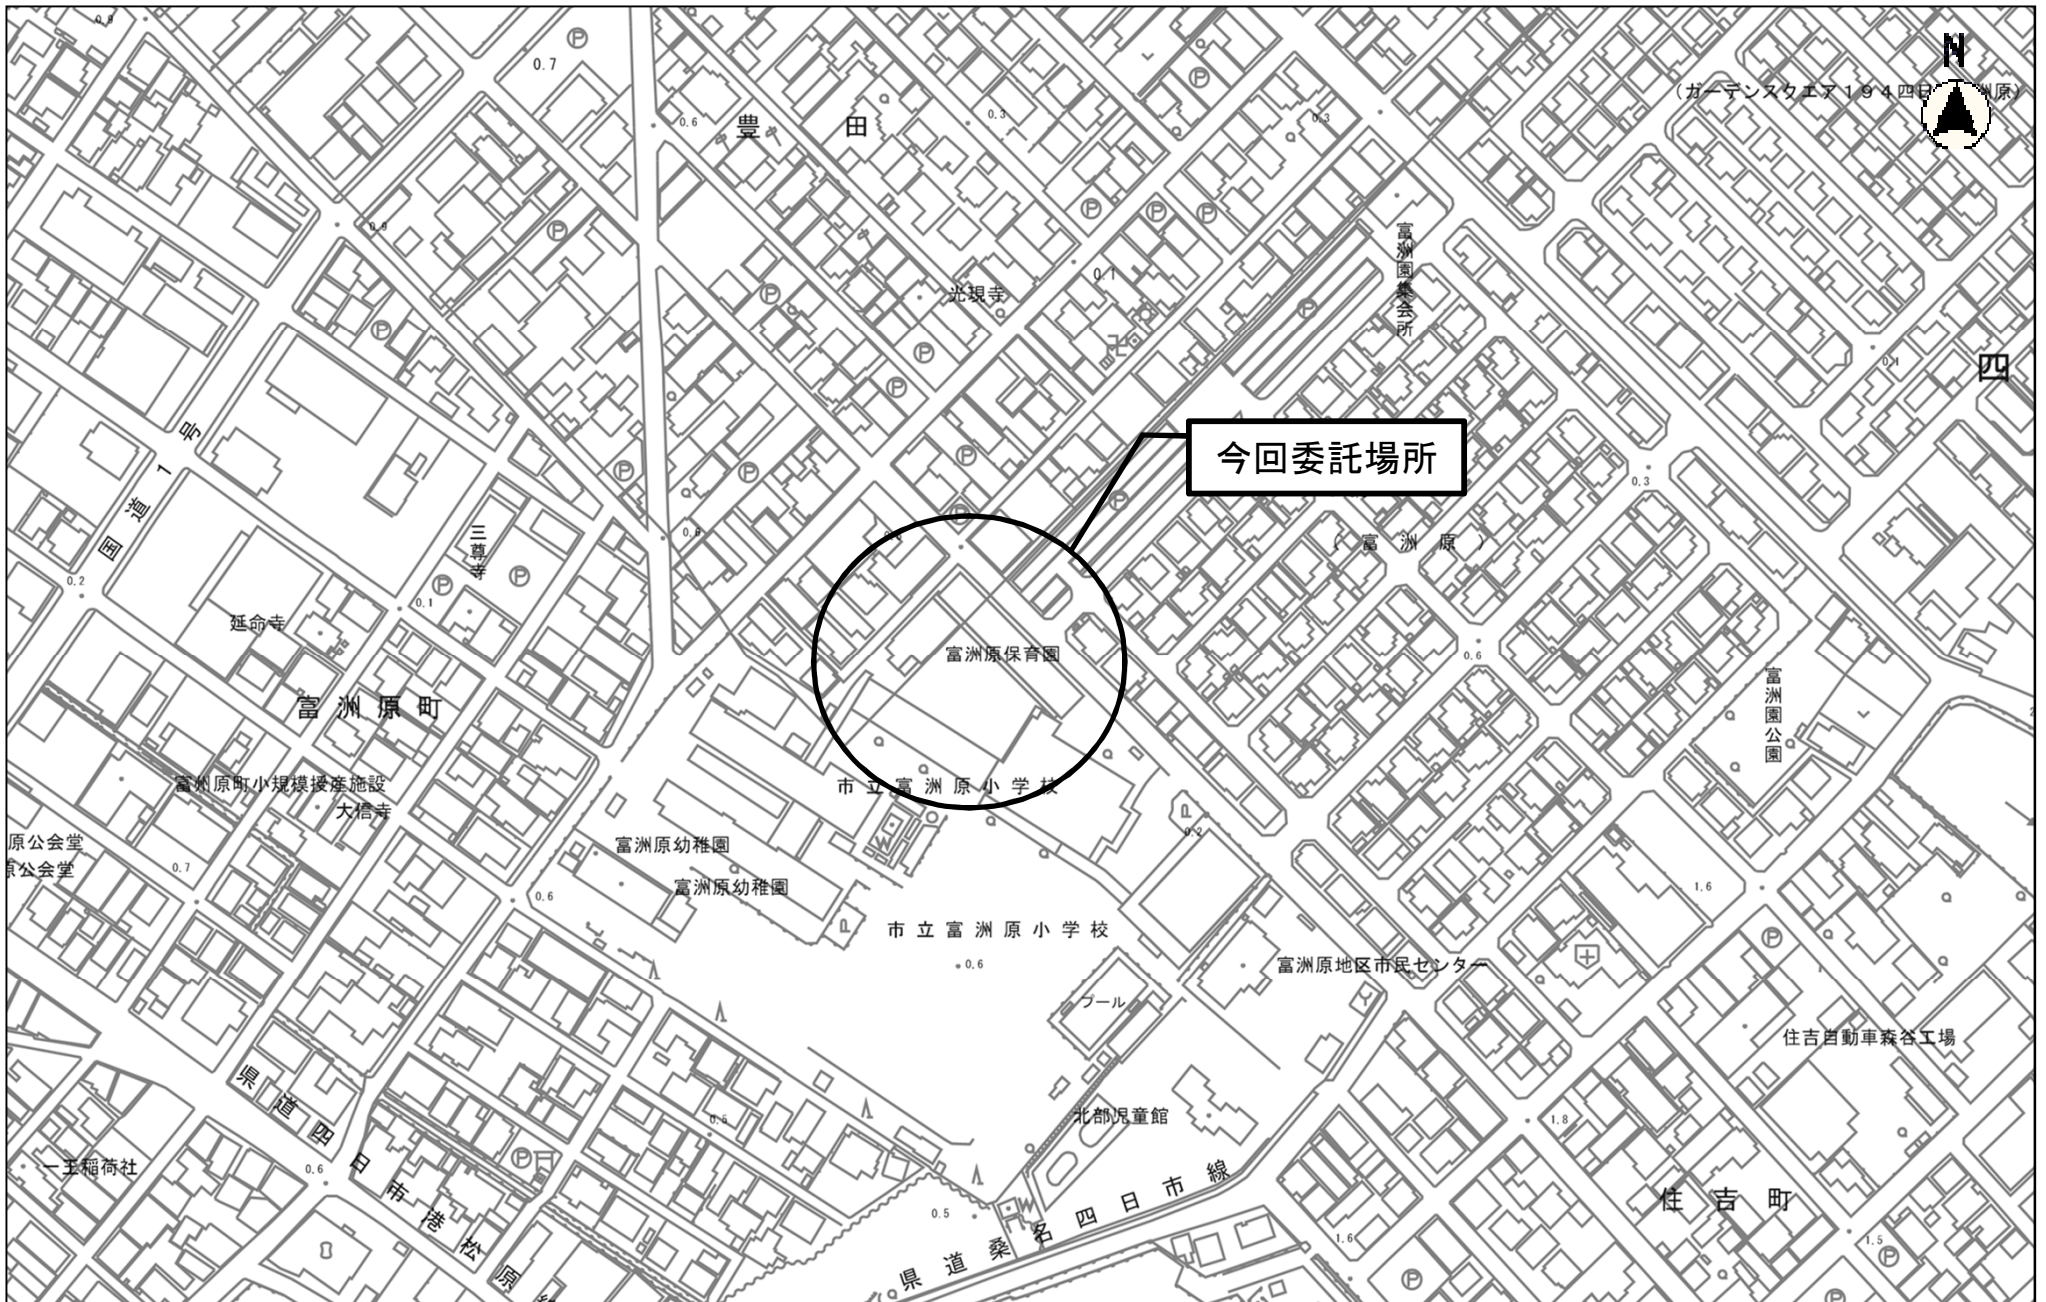 0.9
0.7
N
(ガーデンスクエア194四日
洲原)
0.6
豊田
0.3
0.3
0.9
富洲園集会所
0.1
光現寺
0.1
四
国道1号
今回委託場所
三尊寺
0.6
(富洲原)
0.3
0.2
0.1
延命寺
富洲原保育園
0.6
富洲原町
富洲園公園
富州原町小規模授産施設
市立富洲原小学校
大信寺
0.2
原公会堂
富洲原幼稚園
原公会堂
0.7
富洲原幼稚園
1.6
0.6
市立富洲原小学校
0.6
富洲原地区市民センター
プール
住吉自動車森谷工場
県道四日市港松原
北部児童館
0.5
1.8
一王稲荷社
0.6
住吉町
0.5
県道桑名四日市線
1.6
1.5